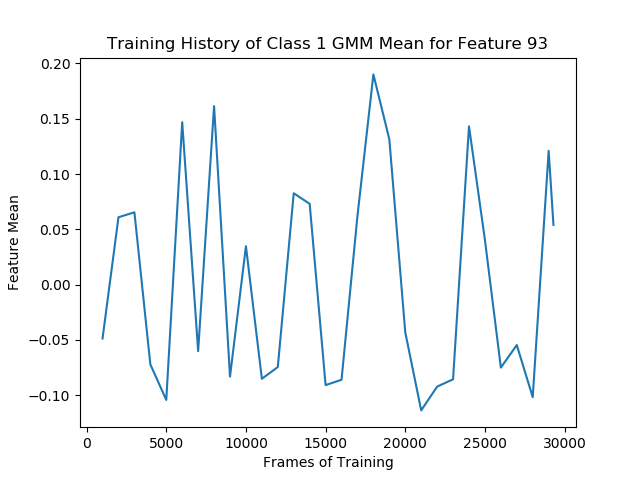 Training History of Class 1 GMM Mean for Feature 93
0.20
0.15
0.10
0.05
0.00
−0.05
−0.10
Feature Mean
0 5000 10000 15000 20000 25000 30000
Frames of Training